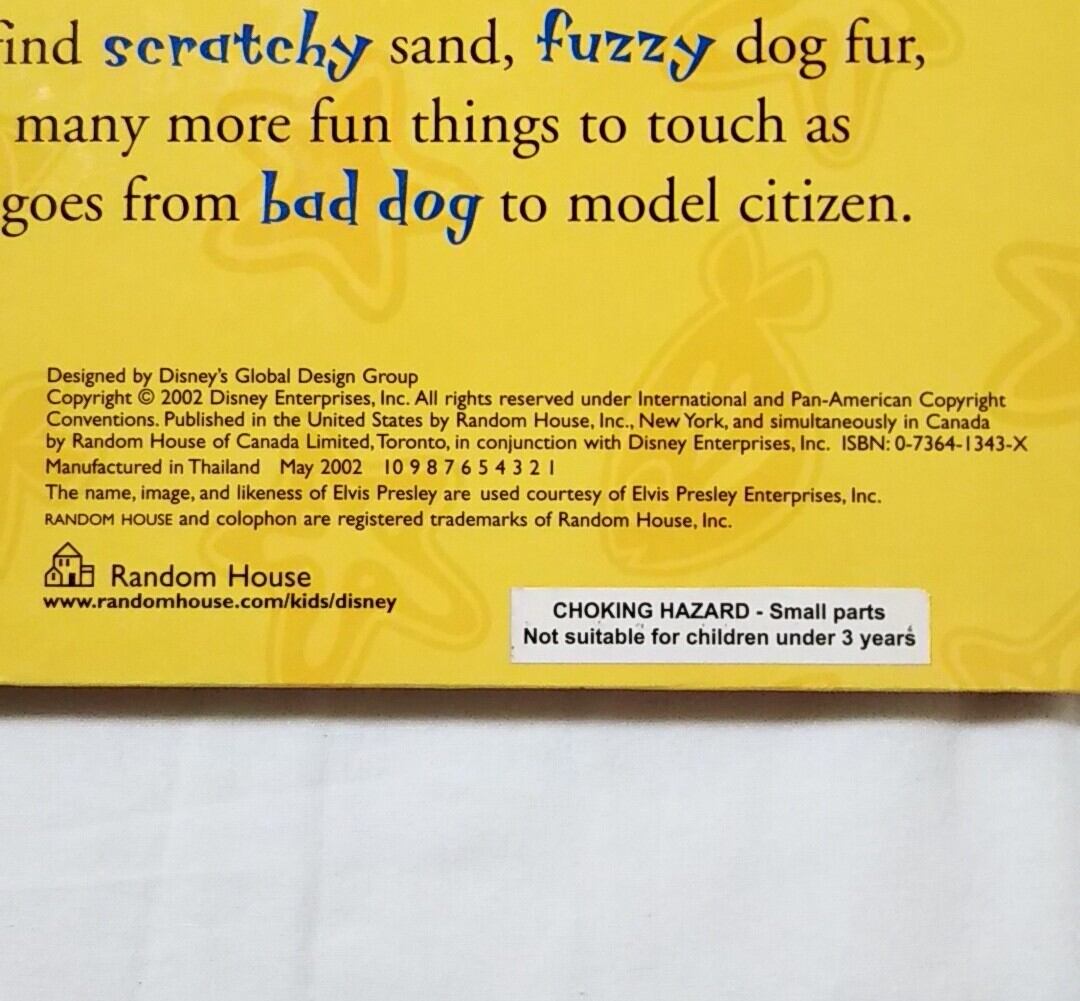 find scratchy sand, fuzzy dog fur,
many more fun things to touch as
goes from bad dog to model citizen.
Designed by Disney's Global Design Group
Copyright © 2002 Disney Enterprises, Inc. All rights reserved under International and Pan-American Copyright
Conventions. Published in the United States by Random House, Inc., New York, and simultaneously in Canada
by Random House of Canada Limited, Toronto, in conjunction with Disney Enterprises, Inc. ISBN: 0-7364-1343-X
Manufactured in Thailand May 2002 10 9 8 7 6 5 4 3 2 1
The name, image, and likeness of Elvis Presley are used courtesy of Elvis Presley Enterprises, Inc.
RANDOM HOUSE and colophon are registered trademarks of Random House, Inc.
Random House
www.randomhouse.com/kids/disney
CHOKING HAZARD - Small parts
Not suitable for children under 3 years